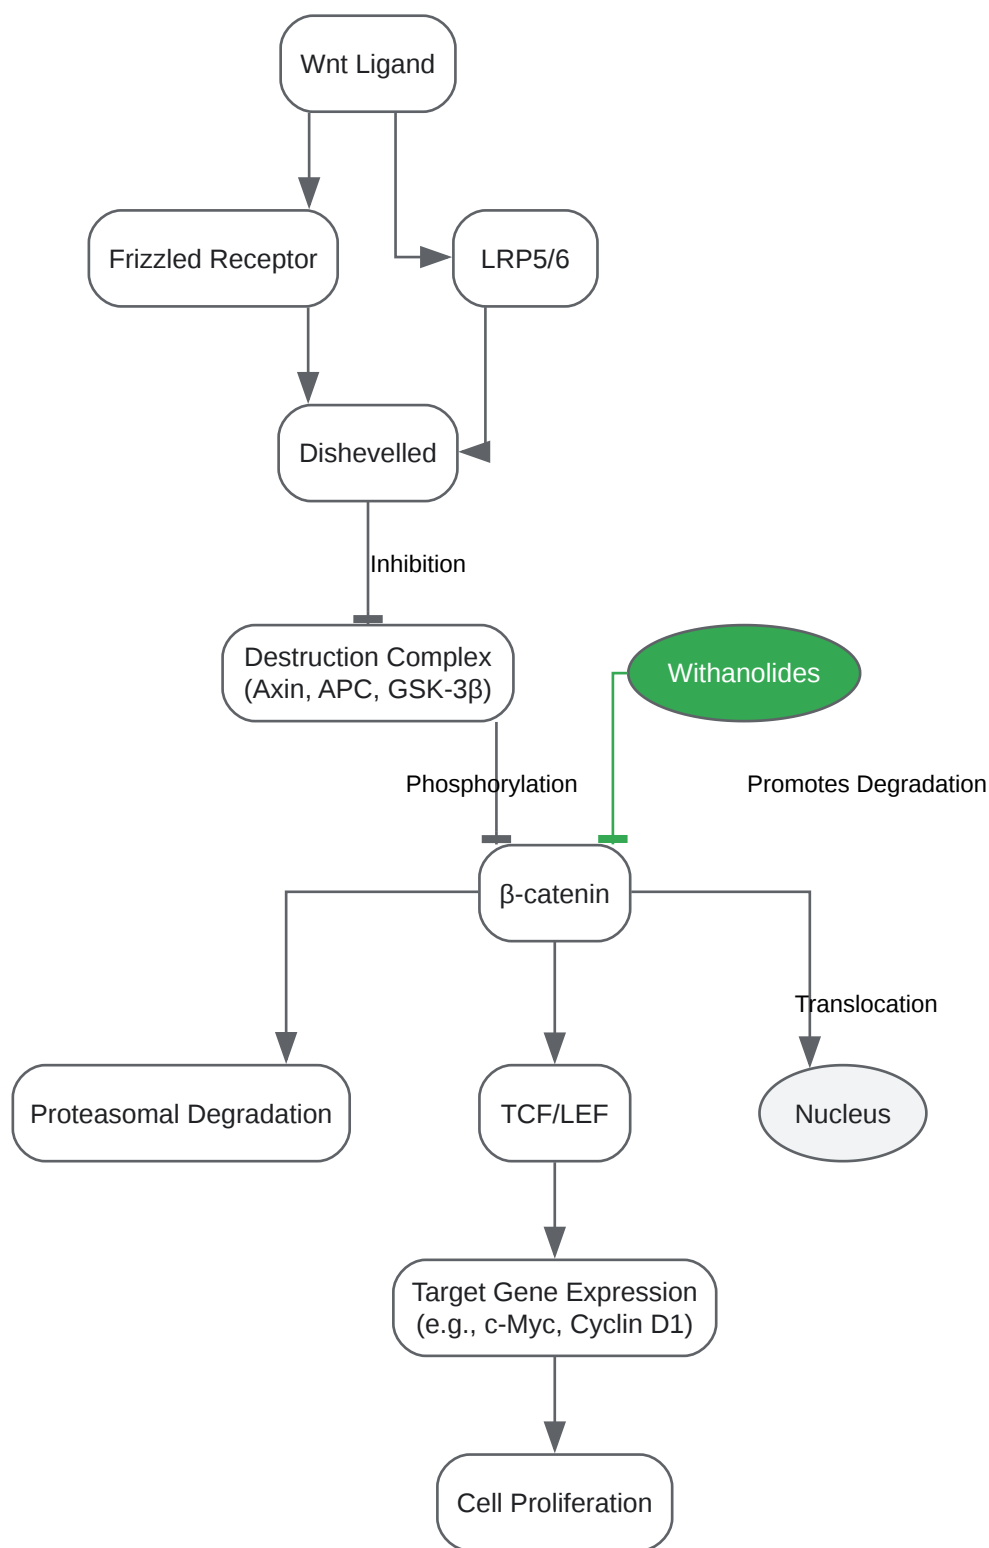 Wnt Ligand
Frizzled Receptor
LRP5/6
Dishevelled
Inhibition
Destruction Complex
(Axin, APC, GSK-3β)
Withanolides
Phosphorylation
Promotes Degradation
β-catenin
Translocation
Proteasomal Degradation
TCF/LEF
Nucleus
Target Gene Expression
(e.g., c-Myc, Cyclin D1)
Cell Proliferation